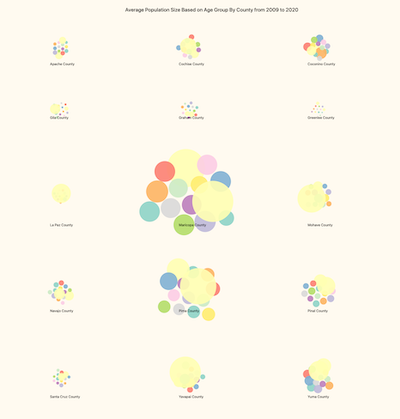 Average Population Size Based on Age Group By County from 2009 to 2020
Apache County
Cochise County
Coconino County
Gila County
Graham County
Greenlee County
La Paz County
Maricopa County
Mohave County
Navajo County
Pima County
Pinal County
Santa Cruz County
Yavapai County
Yuma County